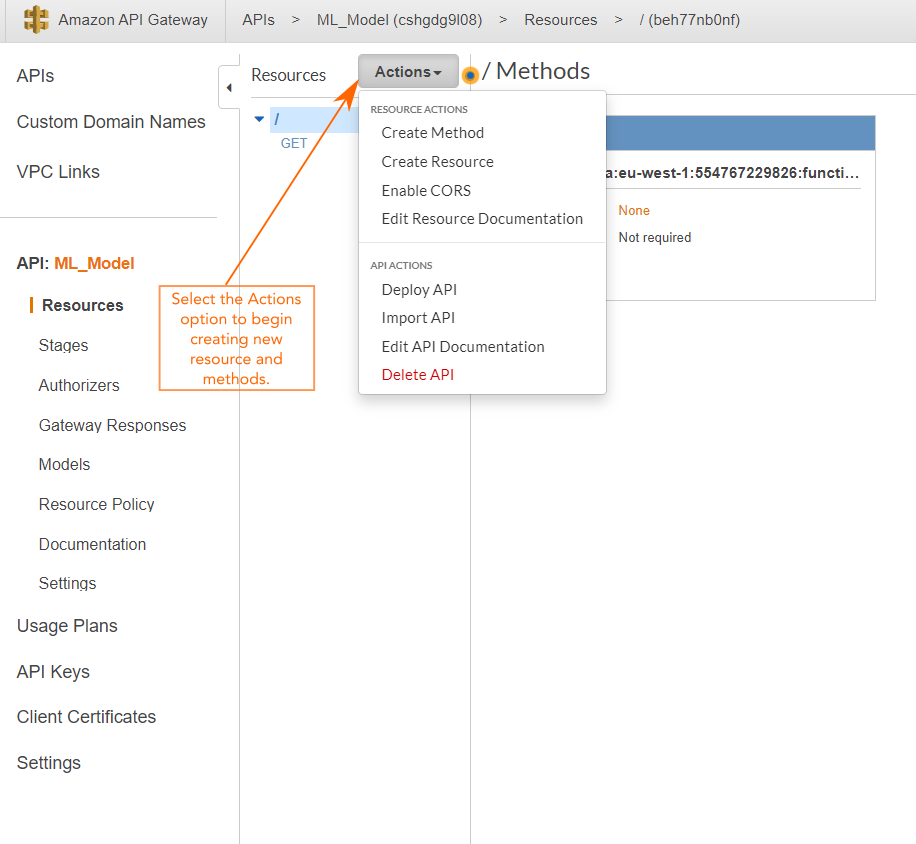 Amazon API Gateway
APIs > ML_Model (cshgdg9l08) > Resources > / (beh77nb0nf)
APIs
Custom Domain Names
VPC Links
API: ML_Model
Resources
Stages
Authorizers
Gateway Responses
Models
Resource Policy
Documentation
Settings
Usage Plans
API Keys
Client Certificates
Settings
Resources
Actions
/ Methods
/
GET
RESOURCE ACTIONS
Create Method
Create Resource
Enable CORS
Edit Resource Documentation
API ACTIONS
Deploy API
Import API
Edit API Documentation
Delete API
Select the Actions
option to begin
creating new
resource and
methods.
a:eu-west-1:554767229826:functi...
None
Not required